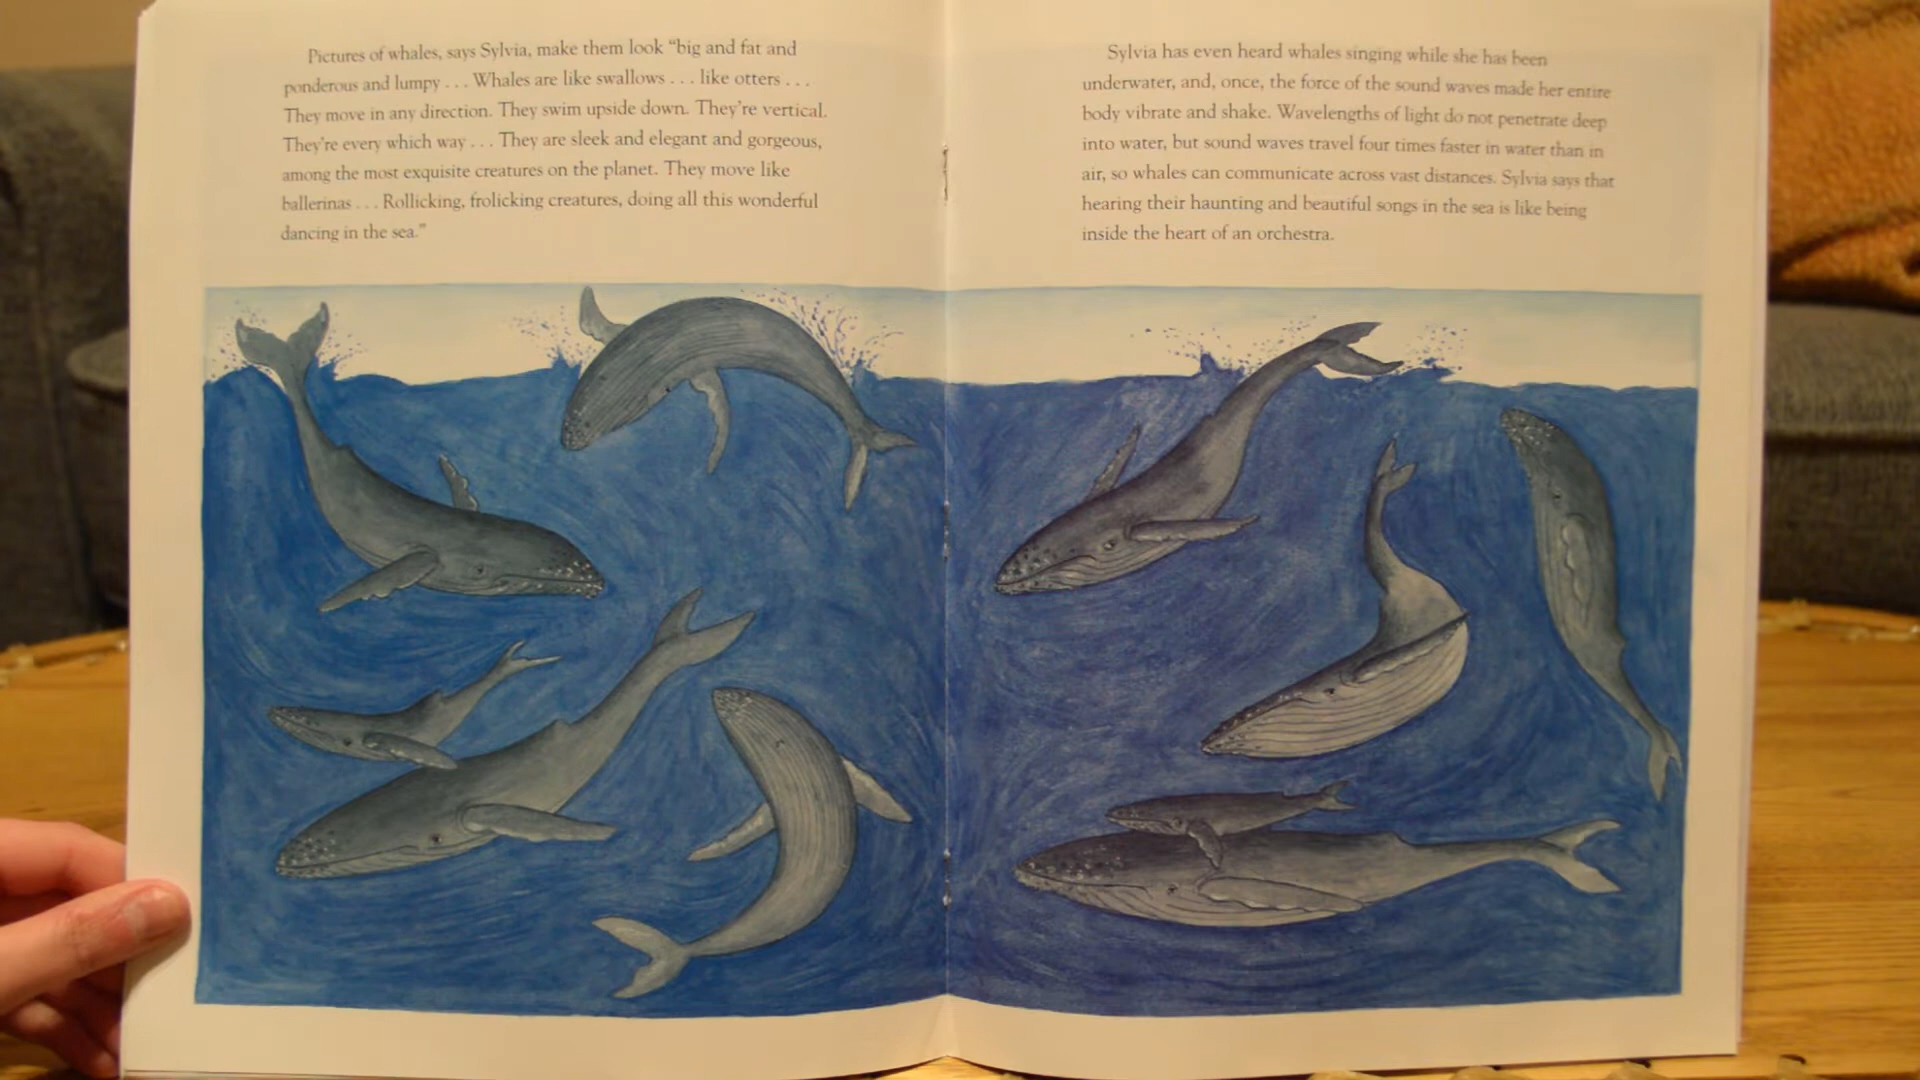 Pictures of whales, says Sylvia, make them look “big and fat and
ponderous and lumpy . . . Whales are like swallows . . . like otters . . .
They move in any direction. They swim upside down. They’re vertical.
They’re every which way . . . They are sleek and elegant and gorgeous,
among the most exquisite creatures on the planet. They move like
ballerinas . . . Rollicking, frolicking creatures, doing all this wonderful
dancing in the sea.”
Sylvia has even heard whales singing while she has been
underwater, and, once, the force of the sound waves made her entire
body vibrate and shake. Wavelengths of light do not penetrate deep
into water, but sound waves travel four times faster in water than in
air, so whales can communicate across vast distances. Sylvia says that
hearing their haunting and beautiful songs in the sea is like being
inside the heart of an orchestra.